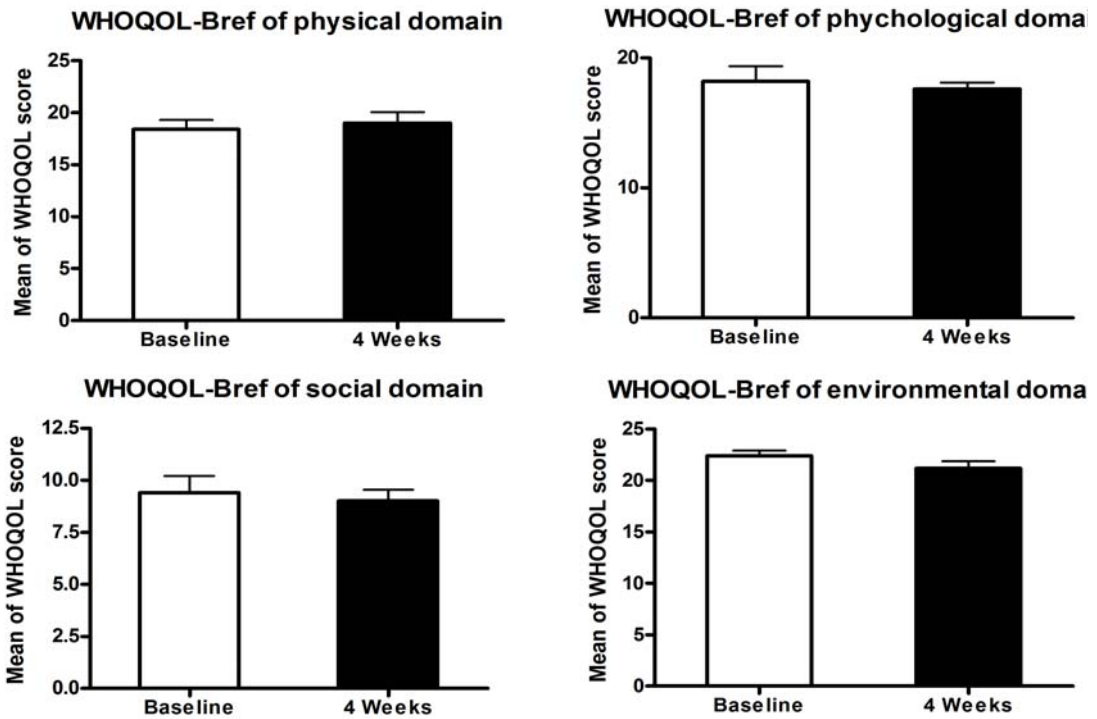 WHOQOL-Bref of physical domain
Mean of WHOQOL score
25
20
15
10
5
0
Baseline
4 Weeks
WHOQOL-Bref of phychological domai
Mean of WHOQOL score
20
10
0
Baseline
4 Weeks
WHOQOL-Bref of social domain
Mean of WHOQOL score
12.5
10.0
7.5
5.0
2.5
0.0
Baseline
4 Weeks
WHOQOL-Bref of environmental doma
Mean of WHOQOL score
25
20
15
10
5
0
Baseline
4 Weeks